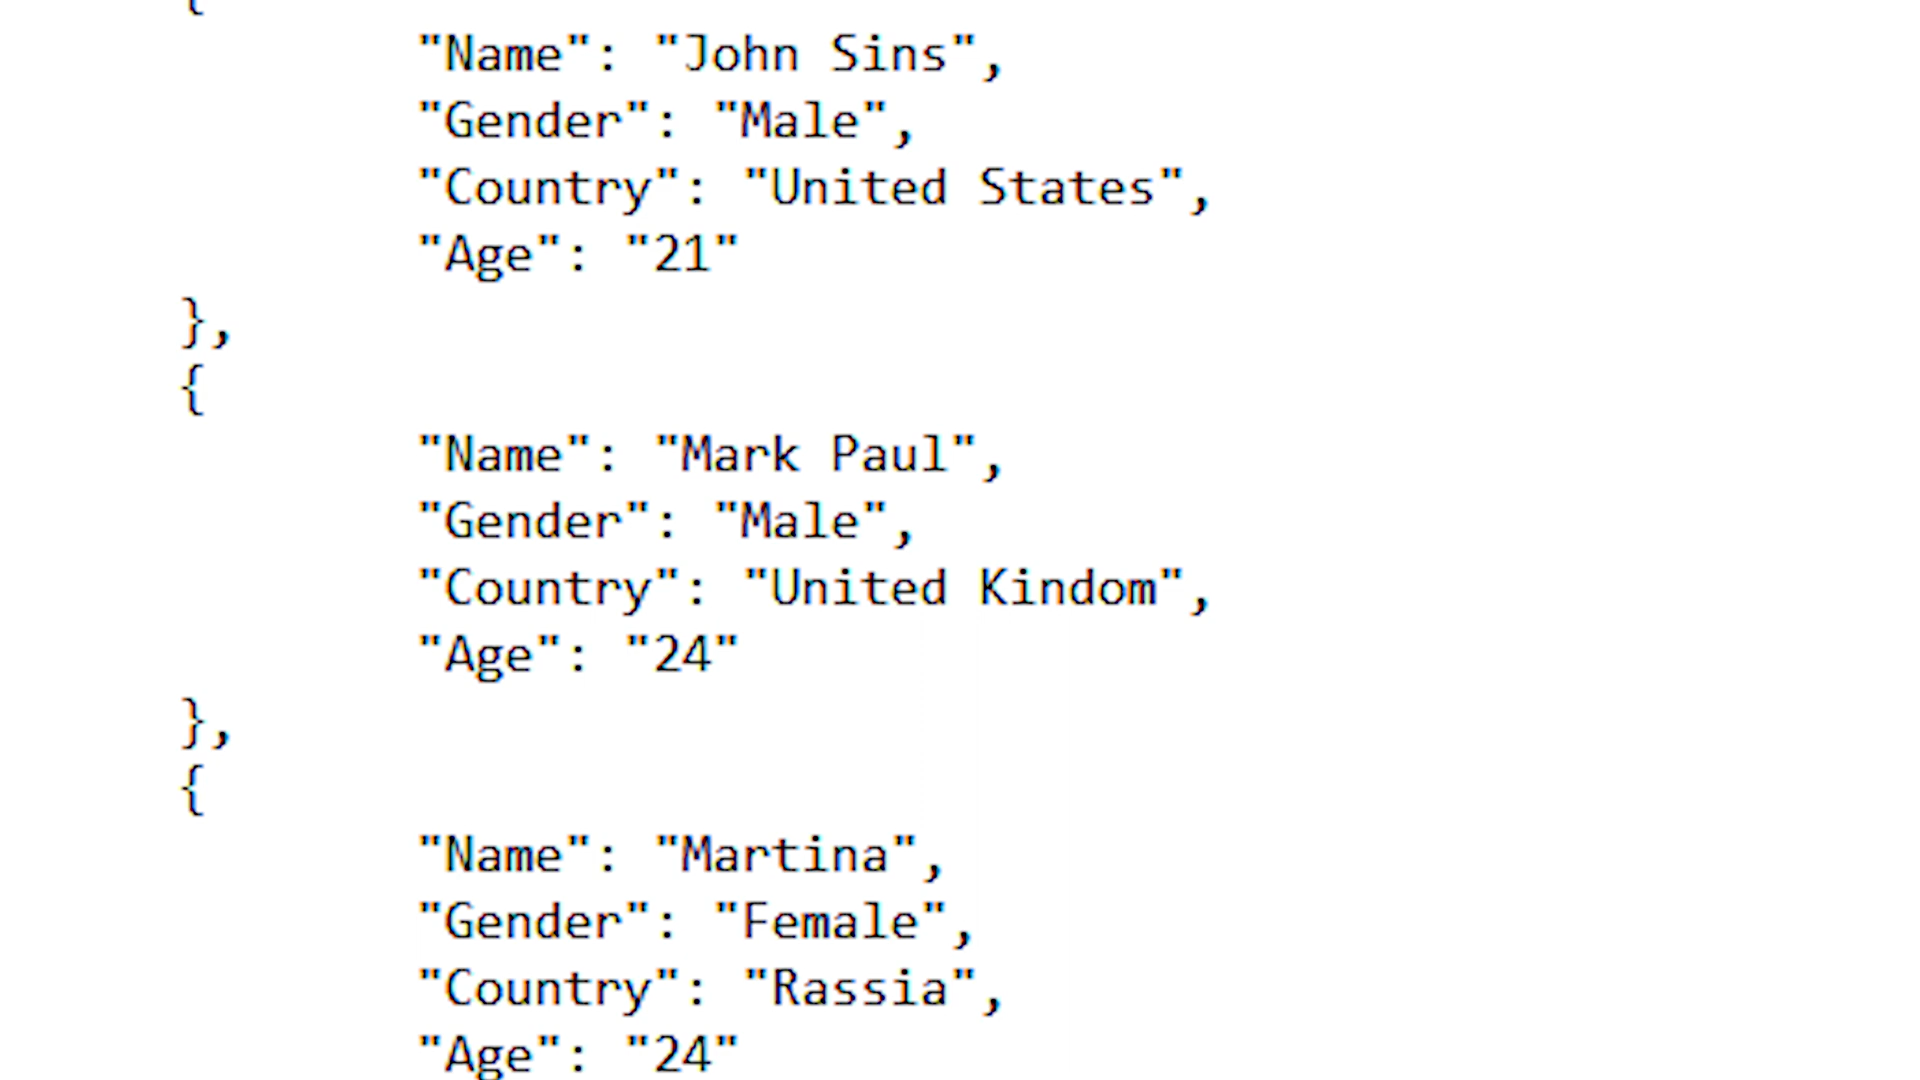 {
"Name": "John Sins",
"Gender": "Male",
"Country": "United States",
"Age": "21"
},
{
"Name": "Mark Paul",
"Gender": "Male",
"Country": "United Kindom",
"Age": "24"
},
{
"Name": "Martina",
"Gender": "Female",
"Country": "Rassia",
"Age": "24"